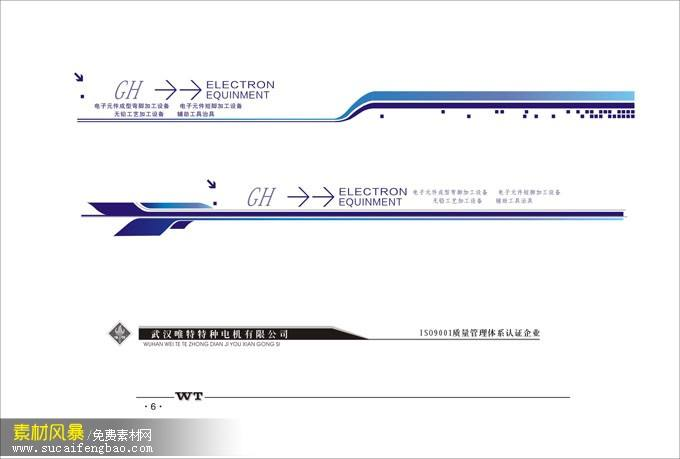 GH ELECTRON
EQUINMENT
电子元件成型弯脚加工设备 电子元件短脚加工设备
无铅工艺加工设备 辅助工具治具
GH ELECTRON 电子元件成型弯脚加工设备 电子元件短脚加工设备
EQUINMENT 无铅工艺加工设备 辅助工具治具
武汉唯特特种电机有限公司 ISO9001质量管理体系认证企业
WUHAN WEI TE TE ZHONG DIAN JI YOU XIAN GONG SI
WT
·6·
素材风暴/免费素材网
www.sucaifengbao.com